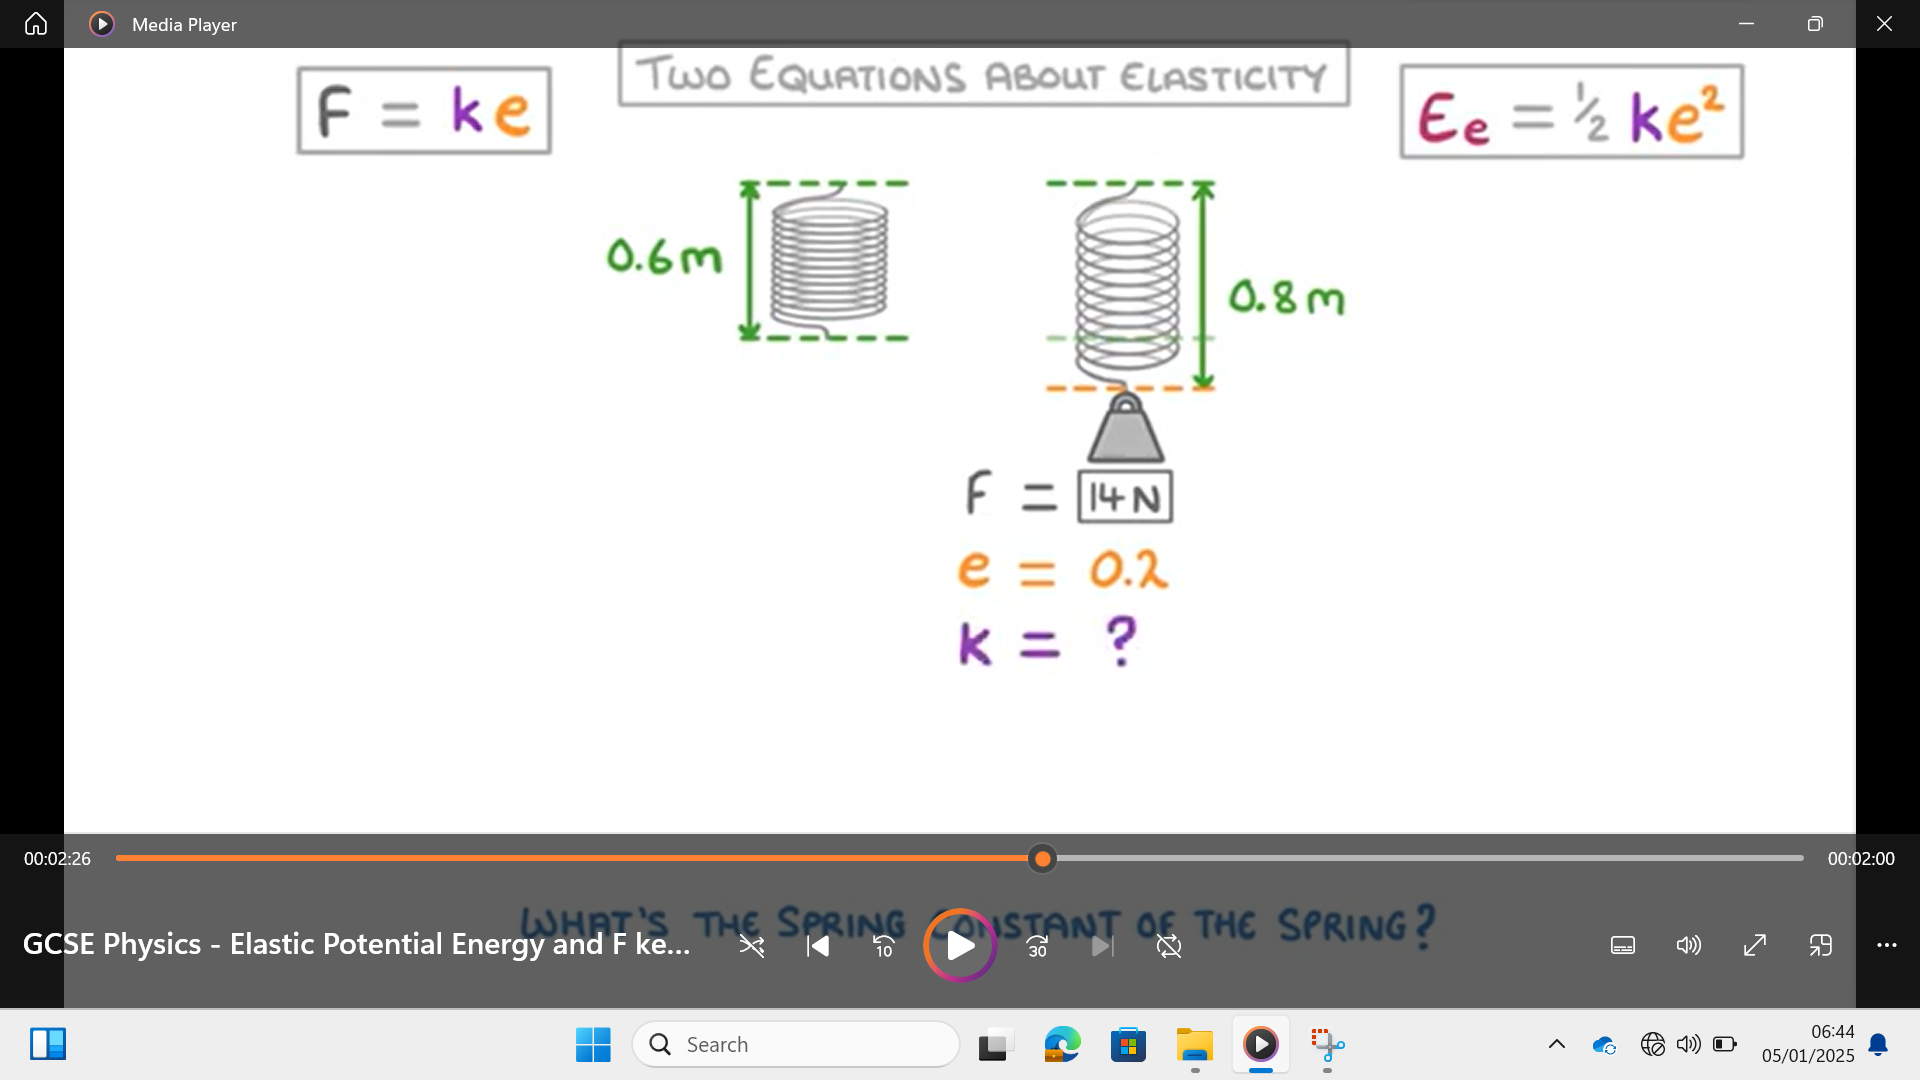 Media Player
TWO EQUATIONS ABOUT ELASTICITY
F = ke
Ee = ½ ke²
0.6m
0.8m
F = 14N
e = 0.2
k = ?
00:02:26
00:02:00
WHAT'S THE SPRING CONSTANT OF THE SPRING?
GCSE Physics - Elastic Potential Energy and F ke...
10
30
Search
06:44
05/01/2025